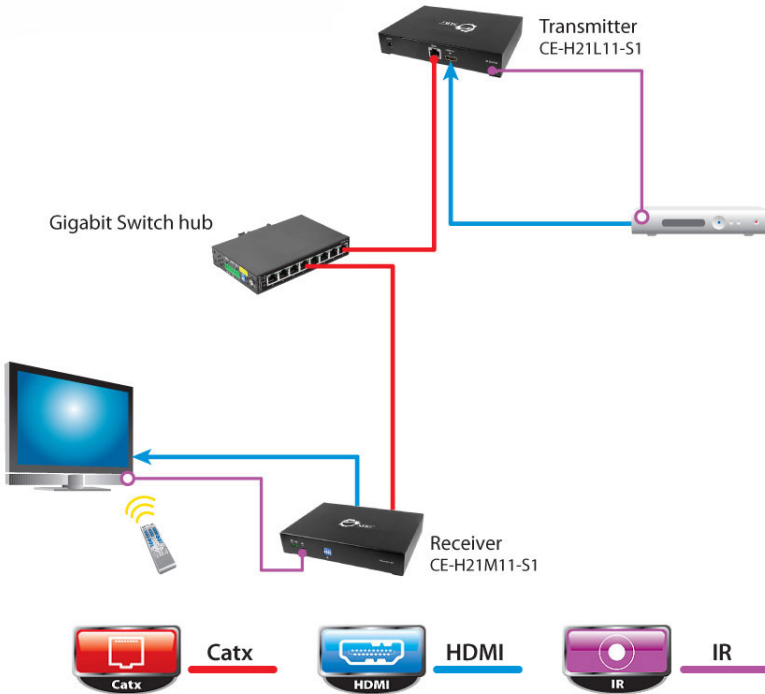 Transmitter
CE-H21L11-S1
Gigabit Switch hub
Receiver
CE-H21M11-S1
Catx
Catx
HDMI
HDMI
IR
IR